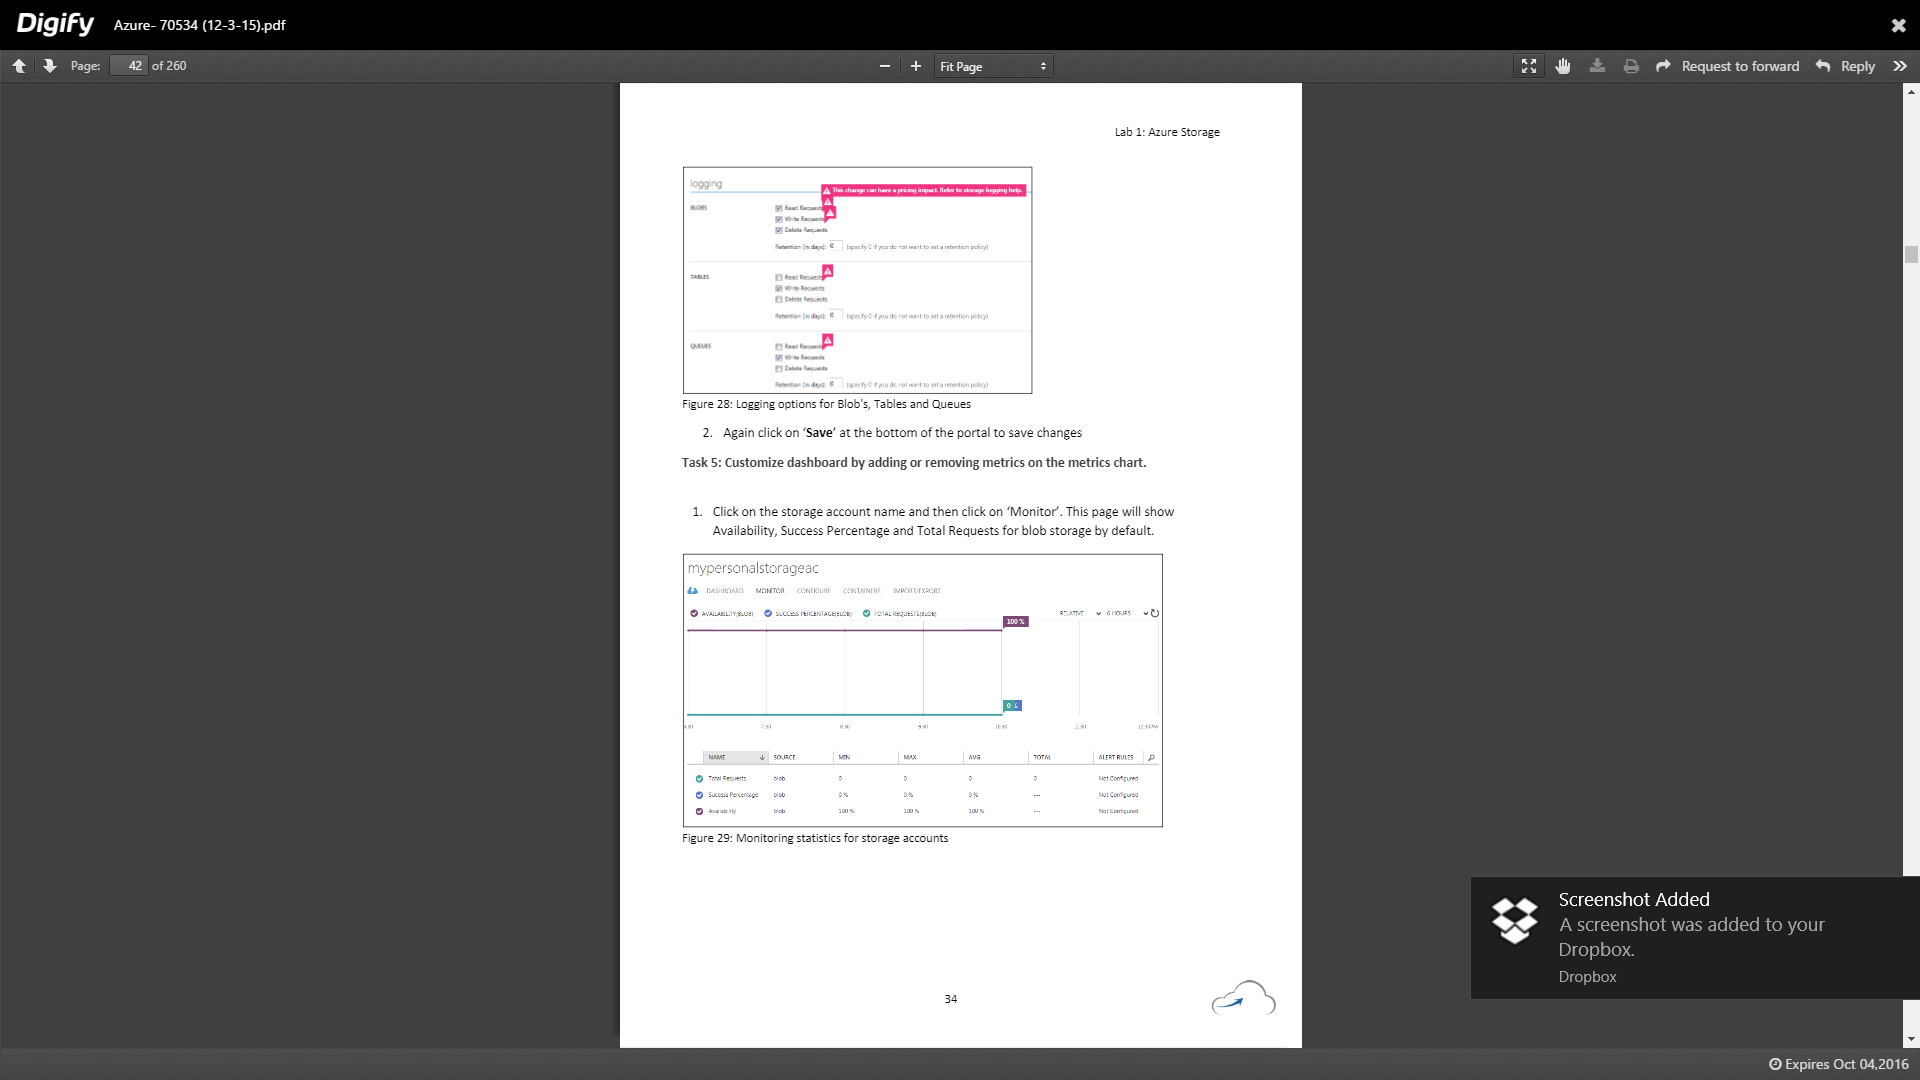 Digify Azure- 70534 (12-3-15).pdf
Page: 42 of 260
Fit Page
Request to forward Reply
Lab 1: Azure Storage
logging
This change can have a pricing impact. Refer to storage logging help.
BLOBS
Read Requests
Write Requests
Delete Requests
Retention (in days): 0 (specify 0 if you do not want to set a retention policy)
TABLES
Read Requests
Write Requests
Delete Requests
Retention (in days): 0 (specify 0 if you do not want to set a retention policy)
QUEUES
Read Requests
Write Requests
Delete Requests
Retention (in days): 0 (specify 0 if you do not want to set a retention policy)
Figure 28: Logging options for Blob's, Tables and Queues
2. Again click on ‘Save’ at the bottom of the portal to save changes
Task 5: Customize dashboard by adding or removing metrics on the metrics chart.
1. Click on the storage account name and then click on ‘Monitor’. This page will show
Availability, Success Percentage and Total Requests for blob storage by default.
mypersonalstorageac
DASHBOARD MONITOR CONFIGURE CONTAINERS IMPORT/EXPORT
AVAILABILITY(BLOB) SUCCESS PERCENTAGE(BLOB) TOTAL REQUESTS(BLOB) RELATIVE 6 HOURS
100 %
0
7:30 8:30 9:30 10:30 11:30 12:30PM
NAME SOURCE MIN MAX AVG TOTAL ALERT RULES
Total Requests blob 0 0 0 0 Not Configured
Success Percentage blob 0 % 0 % 0 % --- Not Configured
Availability blob 100 % 100 % 100 % --- Not Configured
Figure 29: Monitoring statistics for storage accounts
34
Screenshot Added
A screenshot was added to your
Dropbox.
Dropbox
Expires Oct 04,2016